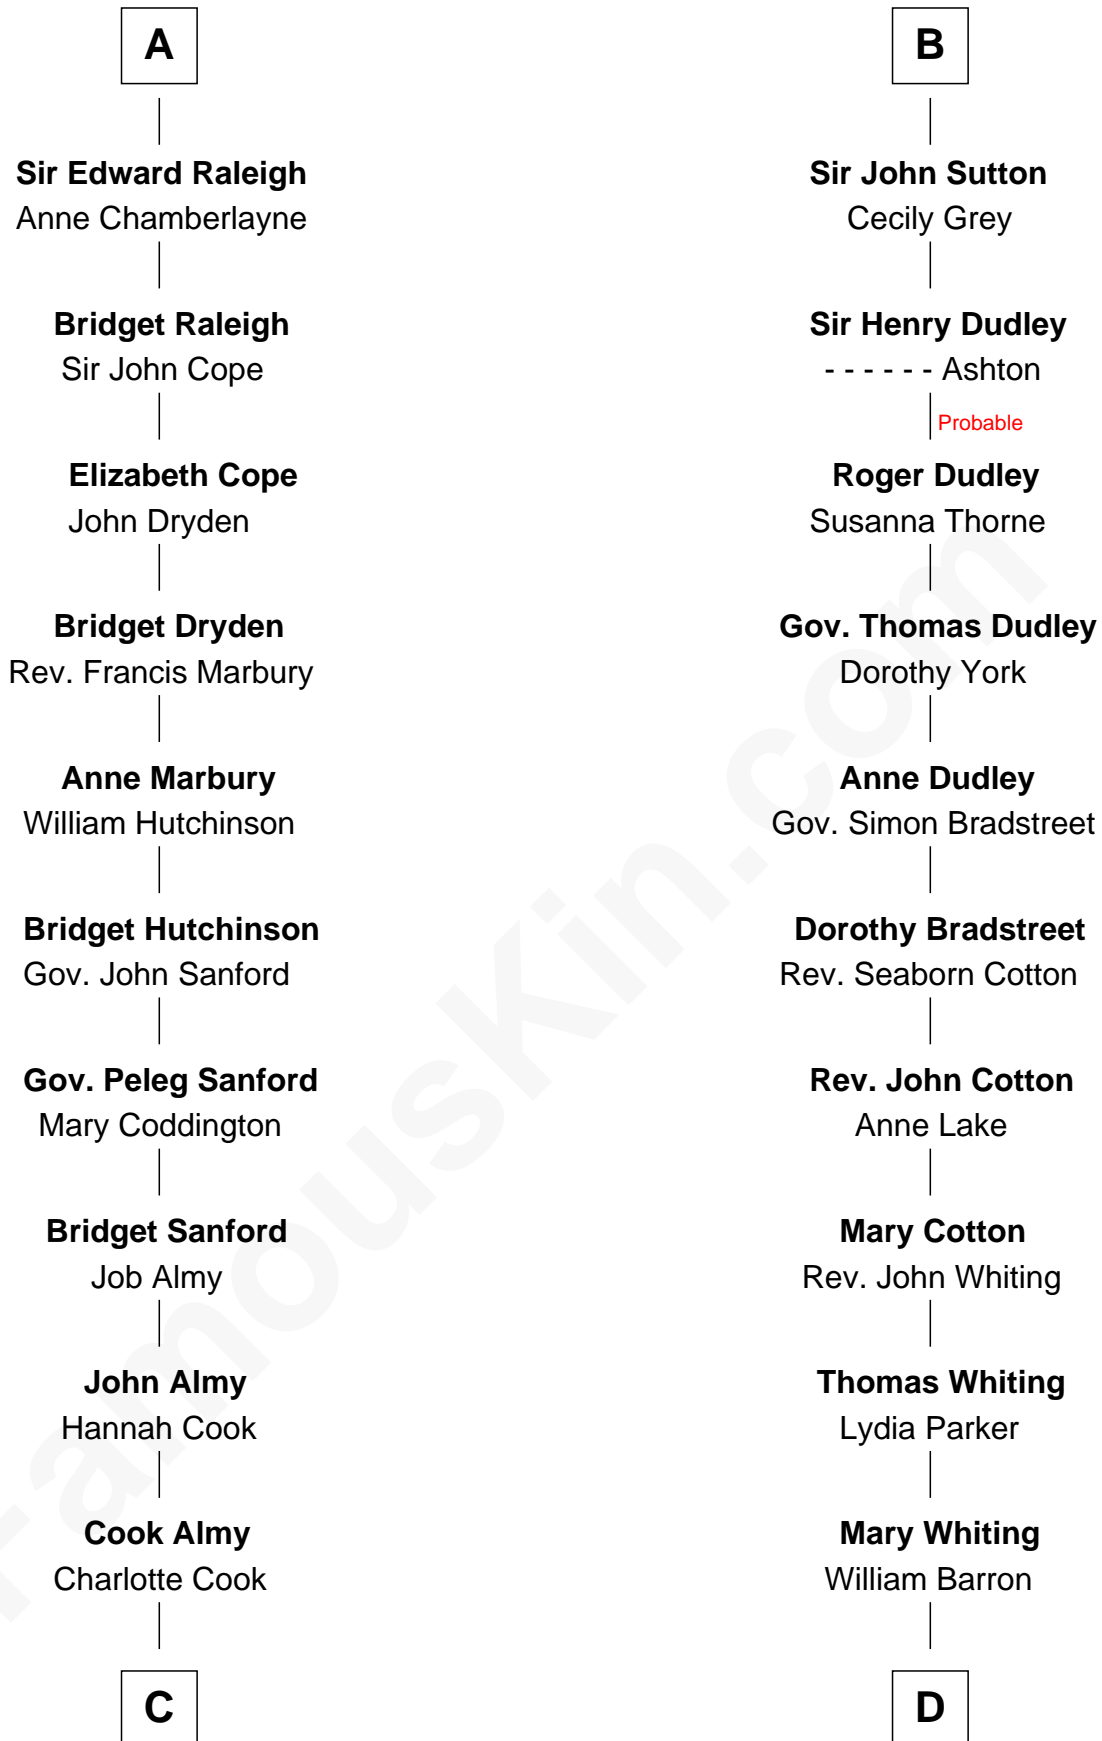 A
Sir Edward Raleigh
Anne Chamberlayne
Bridget Raleigh
Sir John Cope
Elizabeth Cope
John Dryden
Bridget Dryden
Rev. Francis Marbury
Anne Marbury
William Hutchinson
Bridget Hutchinson
Gov. John Sanford
Gov. Peleg Sanford
Mary Coddington
Bridget Sanford
Job Almy
John Almy
Hannah Cook
Cook Almy
Charlotte Cook
C
B
Sir John Sutton
Cecily Grey
Sir Henry Dudley
- - - - - - Ashton
Probable
Roger Dudley
Susanna Thorne
Gov. Thomas Dudley
Dorothy York
Anne Dudley
Gov. Simon Bradstreet
Dorothy Bradstreet
Rev. Seaborn Cotton
Rev. John Cotton
Anne Lake
Mary Cotton
Rev. John Whiting
Thomas Whiting
Lydia Parker
Mary Whiting
William Barron
D
FamousKin.com